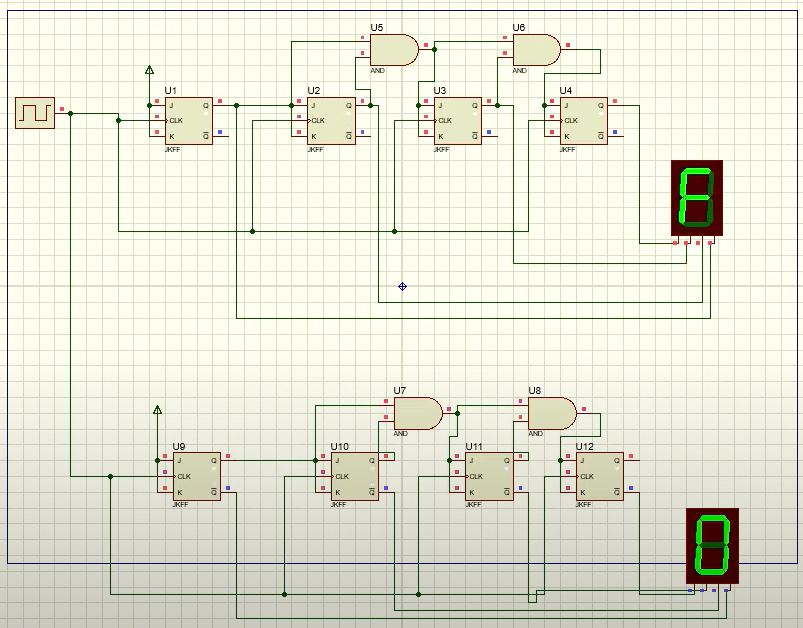 U5
U6
AND
AND
U1
U2
U3
U4
J Q
J Q
J Q
J Q
CLK
CLK
CLK
CLK
K Q
K Q
K Q
K Q
JKFF
JKFF
JKFF
JKFF
F
U7
U8
AND
AND
U9
U10
U11
U12
J Q
J Q
J Q
J Q
CLK
CLK
CLK
CLK
K Q
K Q
K Q
K Q
JKFF
JKFF
JKFF
JKFF
0